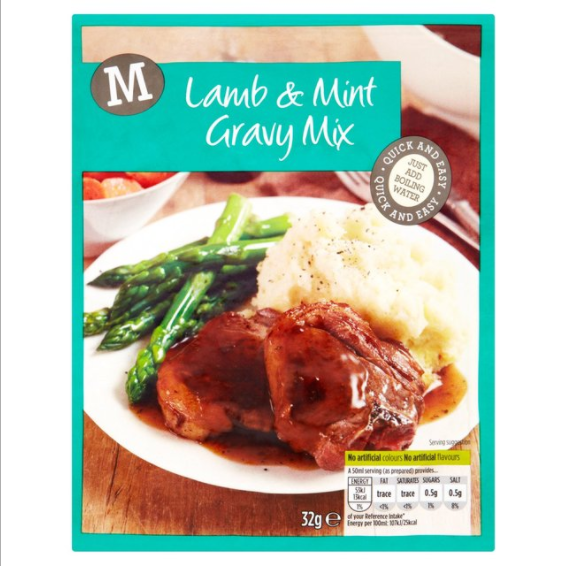 M
Lamb & Mint
Gravy Mix
QUICK AND EASY • QUICK AND EASY •
JUST
ADD
BOILING
WATER
Serving suggestion
No artificial colours No artificial flavours
A 50ml serving (as prepared) provides...
ENERGY FAT SATURATES SUGARS SALT
53kJ
13kcal trace trace 0.5g 0.5g
1% <1% <1% 1% 8%
of your Reference Intake*
Energy per 100ml: 107kJ/25kcal
32g ℮